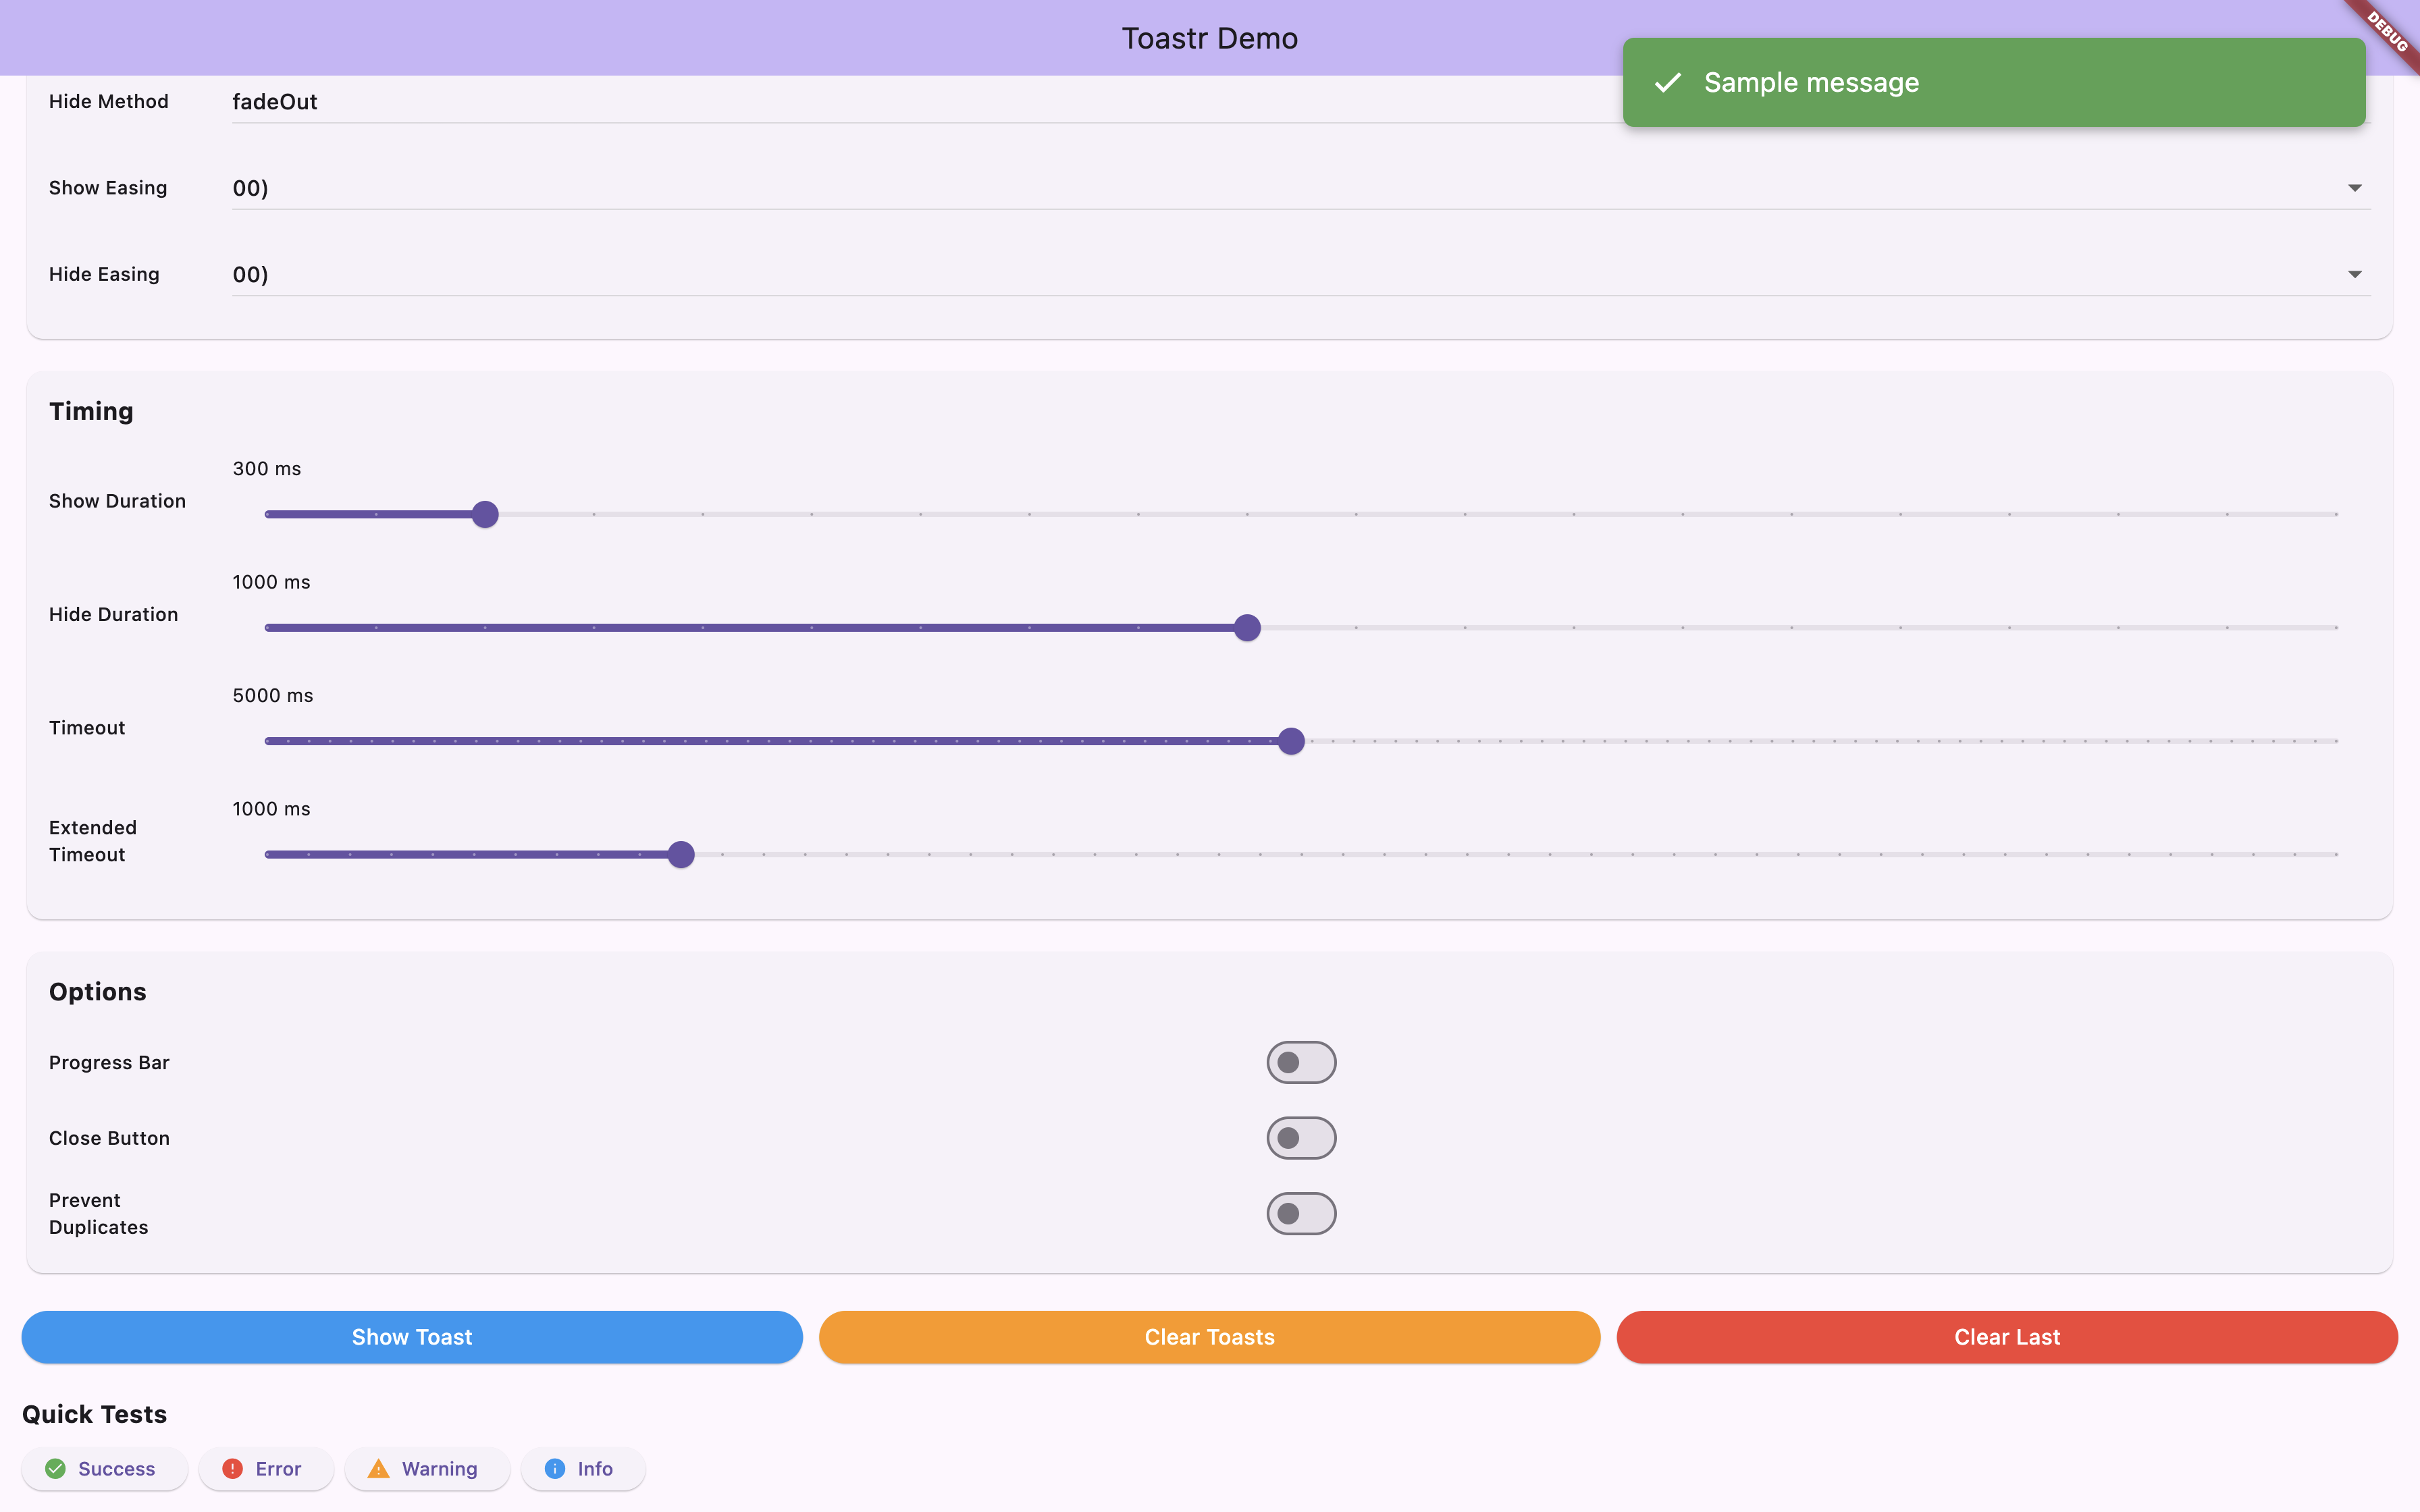 Toastr Demo
DEBUG
Sample message
Hide Method
fadeOut
Show Easing
00)
Hide Easing
00)
Timing
300 ms
Show Duration
1000 ms
Hide Duration
5000 ms
Timeout
1000 ms
Extended
Timeout
Options
Progress Bar
Close Button
Prevent
Duplicates
Show Toast
Clear Toasts
Clear Last
Quick Tests
Success
Error
Warning
Info